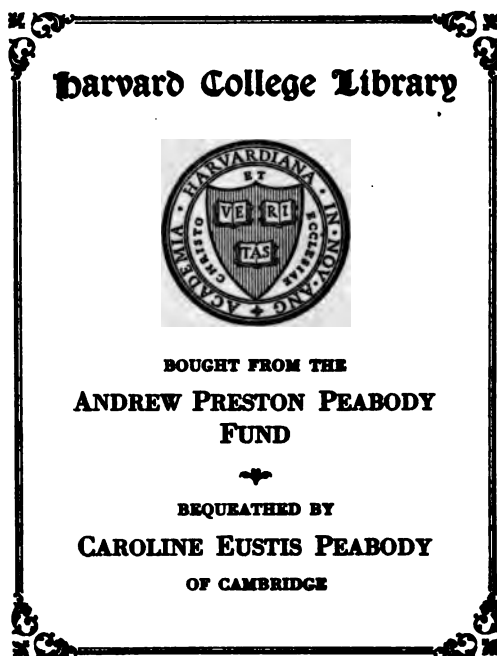 Harvard College Library
ACADEMIA · HARVARDIANA · IN · NOV · ANG
CHRISTO ET ECCLESIAE
VE RI
TAS
BOUGHT FROM THE
ANDREW PRESTON PEABODY
FUND
BEQUEATHED BY
CAROLINE EUSTIS PEABODY
OF CAMBRIDGE